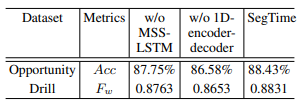 Dataset Metrics w/o MSS-LSTM w/o 1D-encoder-decoder SegTime
Opportunity Acc 87.75% 86.58% 88.43%
Drill F_w 0.8763 0.8653 0.8831